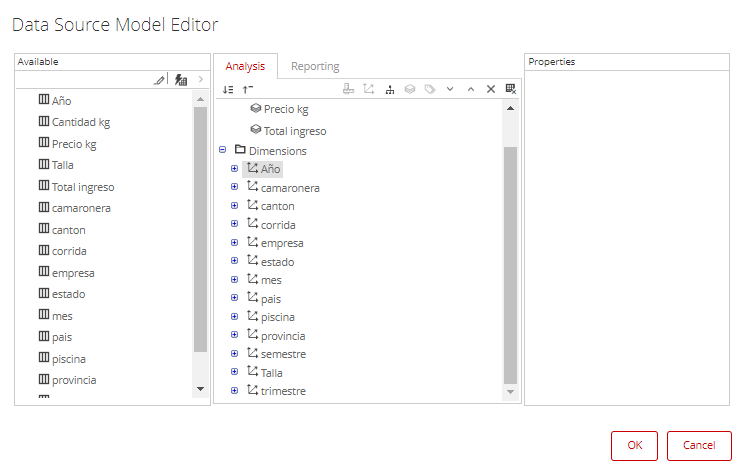 Data Source Model Editor
Available
Año
Cantidad kg
Precio kg
Talla
Total ingreso
camaronera
canton
corrida
empresa
estado
mes
pais
piscina
provincia
Analysis
Reporting
Precio kg
Total ingreso
Dimensions
Año
camaronera
canton
corrida
empresa
estado
mes
pais
piscina
provincia
semestre
Talla
trimestre
Properties
OK
Cancel